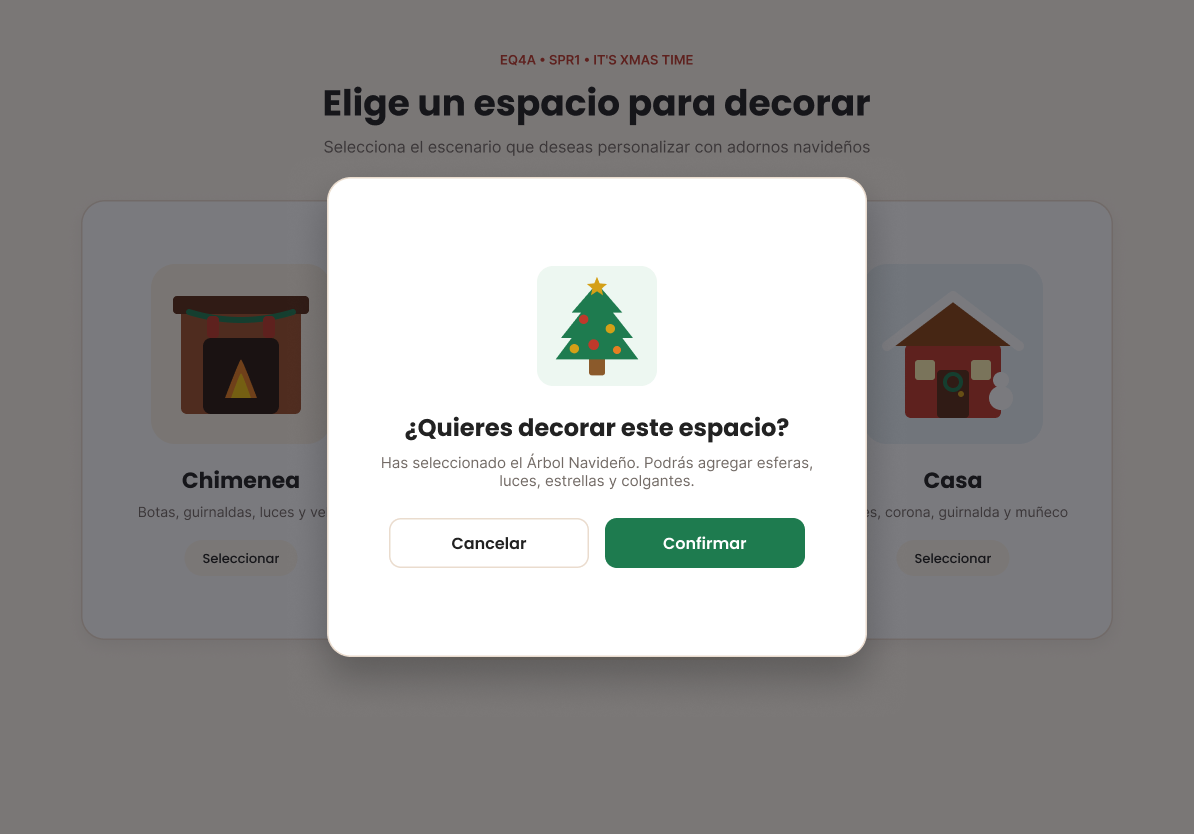 EQ4A • SPR1 • IT'S XMAS TIME
Elige un espacio para decorar
Selecciona el escenario que deseas personalizar con adornos navideños
¿Quieres decorar este espacio?
Has seleccionado el Árbol Navideño. Podrás agregar esferas,
luces, estrellas y colgantes.
Cancelar
Confirmar
Chimenea
Botas, guirnaldas, luces y
Seleccionar
Casa
corona, guirnalda y muñeco
Seleccionar